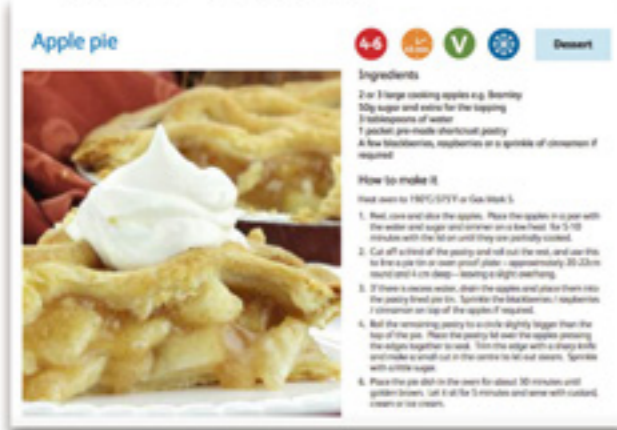 Apple pie
4-6
V
Dessert
Ingredients
2 or 3 large cooking apples e.g. Bramley
50g sugar and extra for the topping
3 tablespoons of water
1 packet pre-made shortcrust pastry
A few blackberries, raspberries or a sprinkle of cinnamon if
required
How to make it
Heat oven to 190°C/375°F or Gas Mark 5.
1. Peel, core and slice the apples. Place the apples in a pan with
the water and sugar and simmer on a low heat for 5-10
minutes with the lid on until they are partially cooked.
2. Cut off a third of the pastry and roll out the rest, and use this
to line a pie tin or oven proof plate - approximately 20-22cm
round and 4 cm deep - leaving a slight overhang.
3. If there is excess water, drain the apples and place them into
the pastry lined pie tin. Sprinkle the blackberries / raspberries
/ cinnamon on top of the apples if required.
4. Roll the remaining pastry to a circle slightly bigger than the
top of the pie. Place the pastry lid over the apples pressing
the edges together to seal. Trim the edge with a sharp knife
and make a small cut in the centre to let out steam. Sprinkle
with a little sugar.
6. Place the pie dish in the oven for about 30 minutes until
golden brown. Let it sit for 5 minutes and serve with custard,
cream or ice cream.